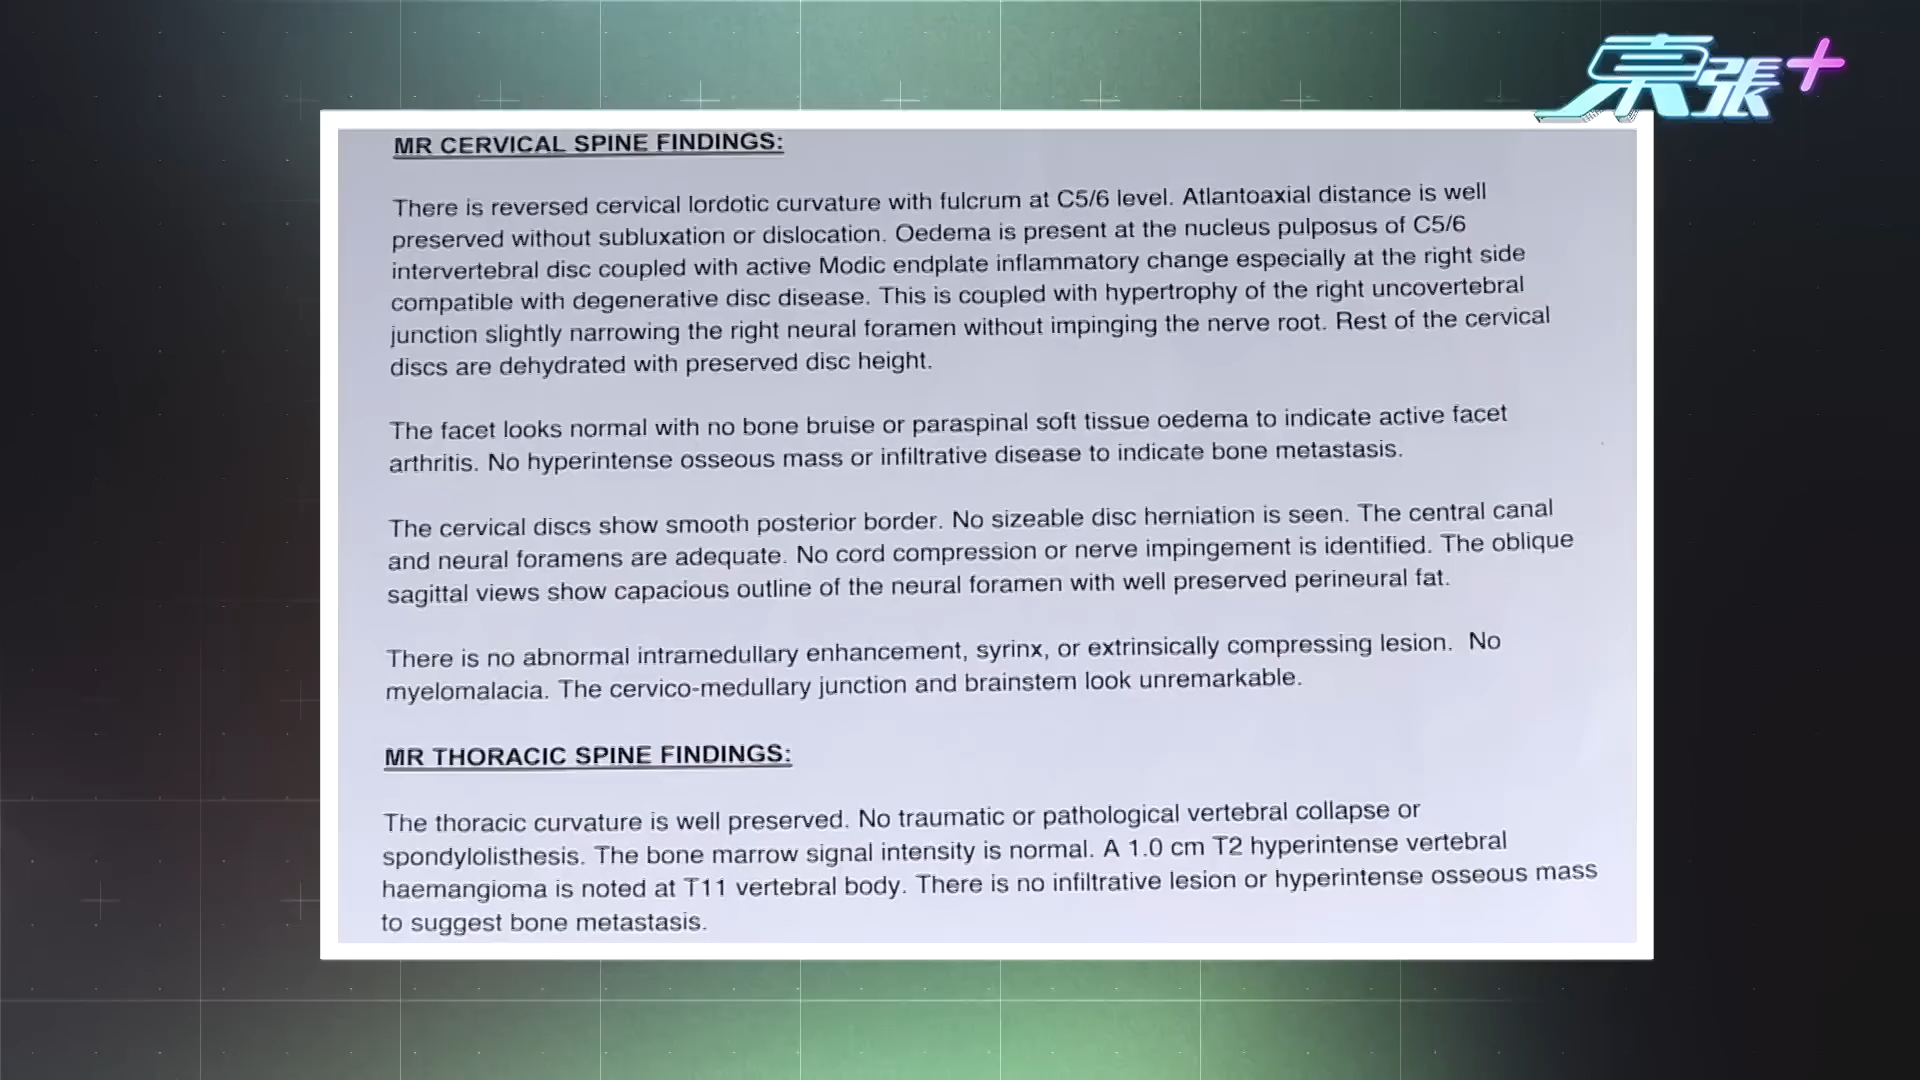 東張+
MR CERVICAL SPINE FINDINGS:
There is reversed cervical lordotic curvature with fulcrum at C5/6 level. Atlantoaxial distance is well
preserved without subluxation or dislocation. Oedema is present at the nucleus pulposus of C5/6
intervertebral disc coupled with active Modic endplate inflammatory change especially at the right side
compatible with degenerative disc disease. This is coupled with hypertrophy of the right uncovertebral
junction slightly narrowing the right neural foramen without impinging the nerve root. Rest of the cervical
discs are dehydrated with preserved disc height.
The facet looks normal with no bone bruise or paraspinal soft tissue oedema to indicate active facet
arthritis. No hyperintense osseous mass or infiltrative disease to indicate bone metastasis.
The cervical discs show smooth posterior border. No sizeable disc herniation is seen. The central canal
and neural foramens are adequate. No cord compression or nerve impingement is identified. The oblique
sagittal views show capacious outline of the neural foramen with well preserved perineural fat.
There is no abnormal intramedullary enhancement, syrinx, or extrinsically compressing lesion. No
myelomalacia. The cervico-medullary junction and brainstem look unremarkable.
MR THORACIC SPINE FINDINGS:
The thoracic curvature is well preserved. No traumatic or pathological vertebral collapse or
spondylolisthesis. The bone marrow signal intensity is normal. A 1.0 cm T2 hyperintense vertebral
haemangioma is noted at T11 vertebral body. There is no infiltrative lesion or hyperintense osseous mass
to suggest bone metastasis.